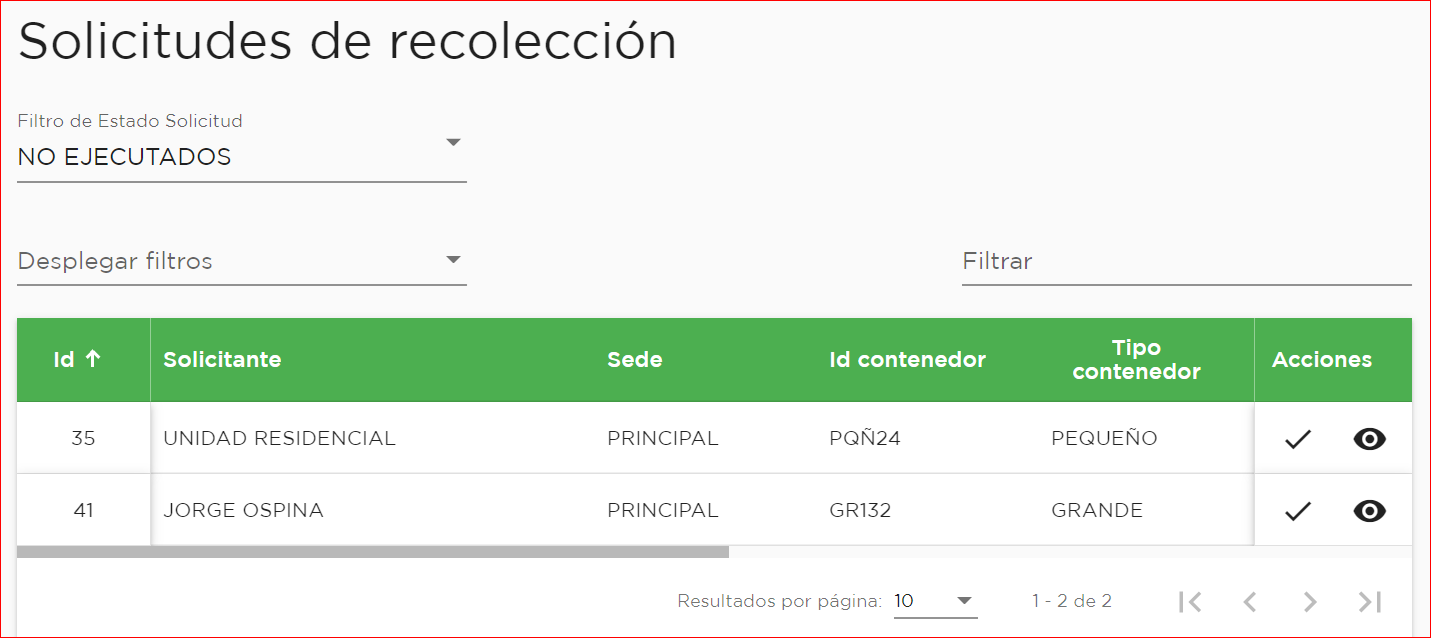 Solicitudes de recolección
Filtro de Estado Solicitud
NO EJECUTADOS
Desplegar filtros
Filtrar
Id Solicitante Sede Id contenedor Tipo contenedor Acciones
35 UNIDAD RESIDENCIAL PRINCIPAL PQÑ24 PEQUEÑO
41 JORGE OSPINA PRINCIPAL GR132 GRANDE
Resultados por página: 10 1 - 2 de 2